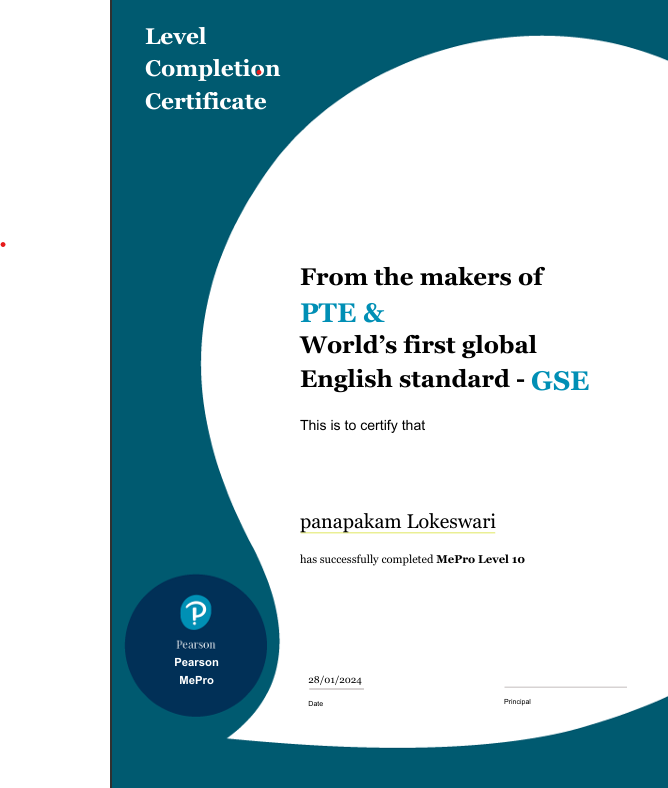 Level
Completion
Certificate
From the makers of
PTE &
World's first global
English standard - GSE
This is to certify that
panapakam Lokeswari
has successfully completed MePro Level 10
Pearson
Pearson
MePro
28/01/2024
Date
Principal